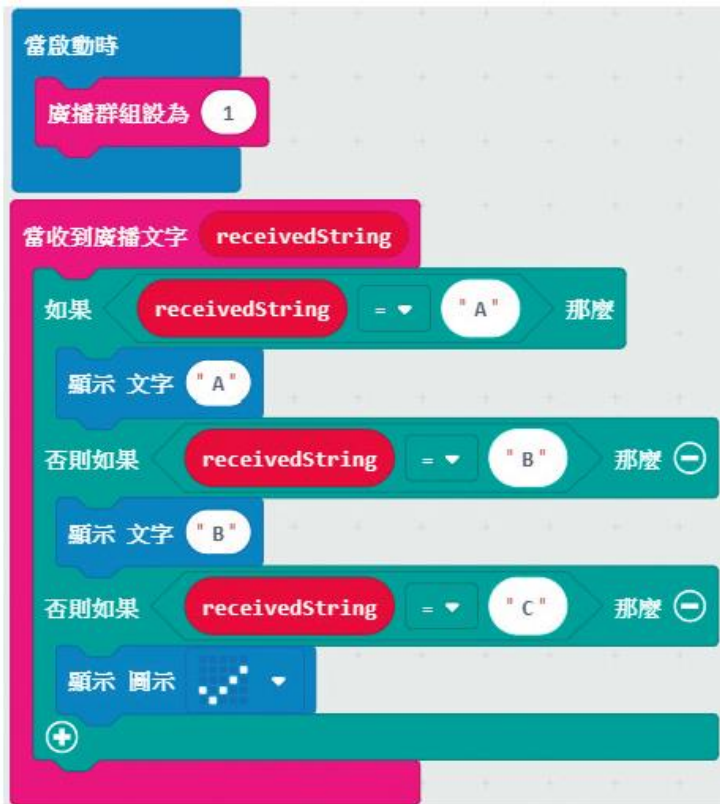 當啟動時
廣播群組設為 1
當收到廣播文字 receivedString
如果 receivedString = "A" 那麼
顯示 文字 "A"
否則如果 receivedString = "B" 那麼
顯示 文字 "B"
否則如果 receivedString = "C" 那麼
顯示 圖示